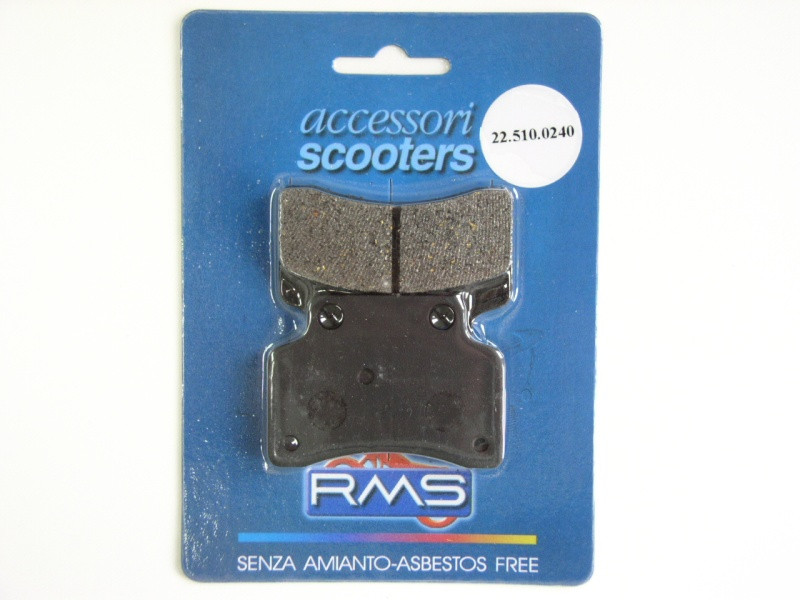 accessori
scooters
22.510.0240
RMS
SENZA AMIANTO-ASBESTOS FREE